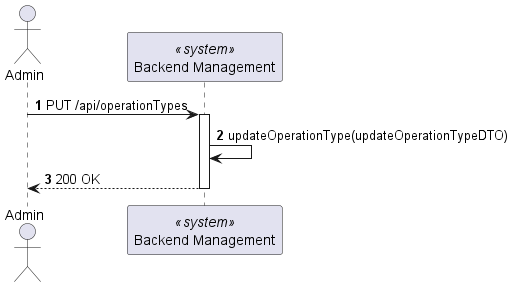 Admin
«system»
Backend Management
1 PUT /api/operationTypes
2 updateOperationType(updateOperationTypeDTO)
3 200 OK
Admin
«system»
Backend Management